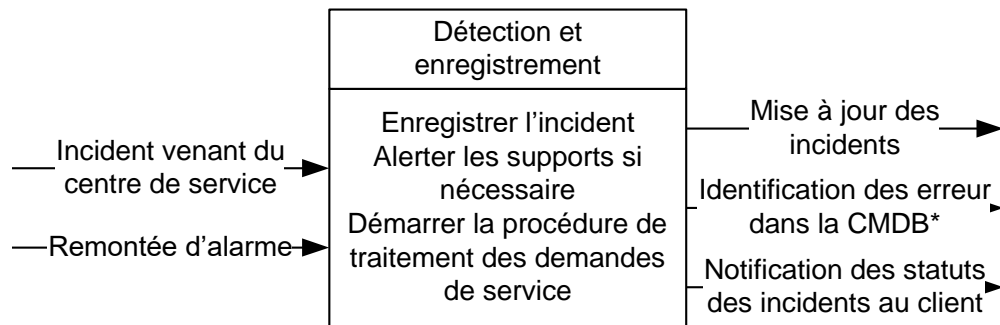 Détection et
enregistrement
Incident venant du
centre de service
Remontée d'alarme
Enregistrer l'incident
Alerter les supports si
nécessaire
Démarrer la procédure de
traitement des demandes
de service
Mise à jour des
incidents
Identification des erreur
dans la CMDB*
Notification des statuts
des incidents au client